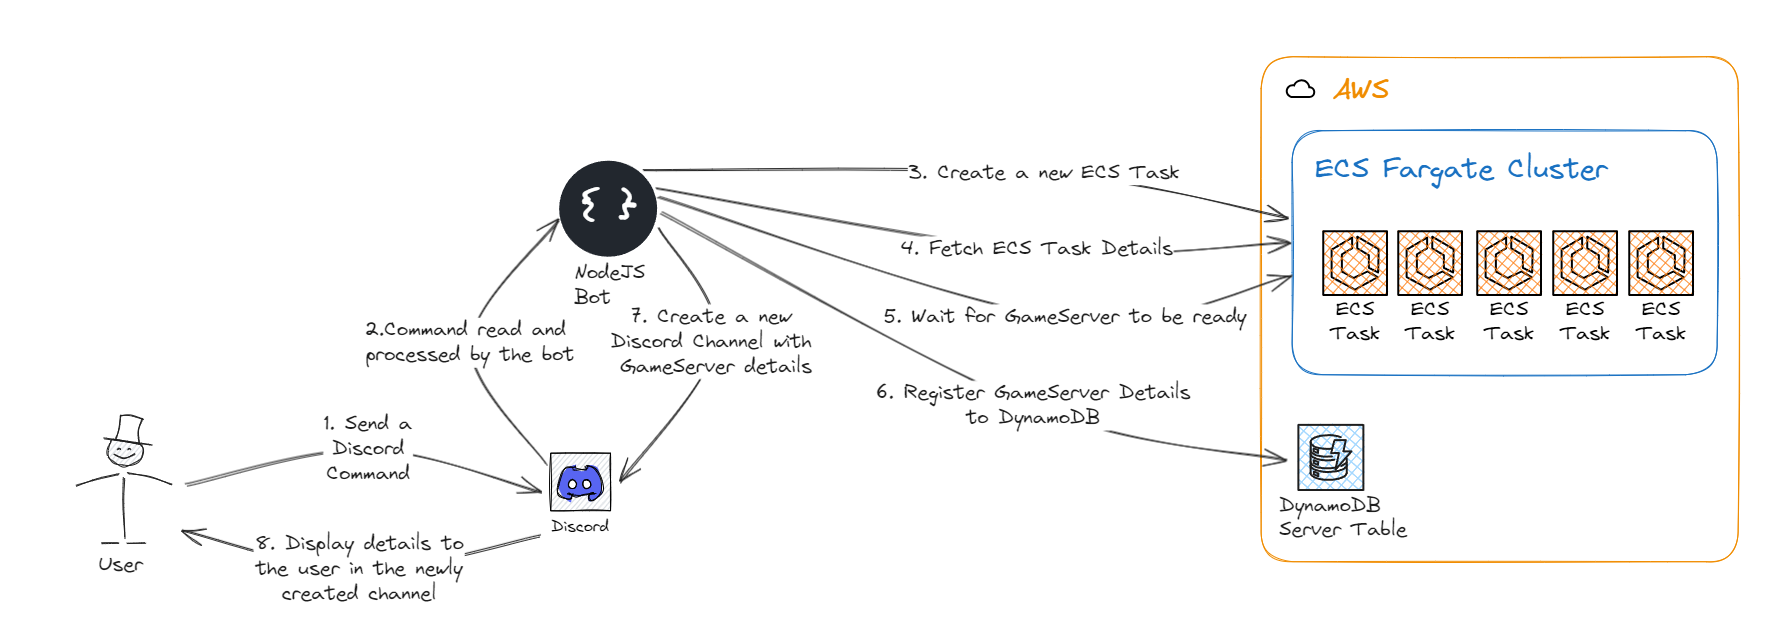 AWS
ECS Fargate Cluster
3. Create a new ECS Task
4. Fetch ECS Task Details
5. Wait for GameServer to be ready
6. Register GameServer Details
to DynamoDB
ECS
Task
ECS
Task
ECS
Task
ECS
Task
ECS
Task
NodeJS
Bot
7. Create a new
Discord Channel with
GameServer details
2.Command read and
processed by the bot
1. Send a
Discord
Command
Discord
DynamoDB
Server Table
User
8. Display details to
the user in the newly
created channel